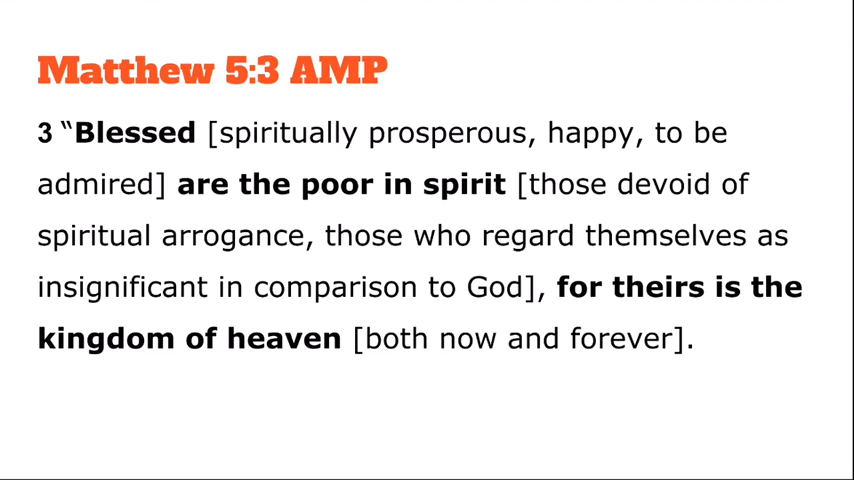 Matthew 5:3 AMP
3 “Blessed [spiritually prosperous, happy, to be
admired] are the poor in spirit [those devoid of
spiritual arrogance, those who regard themselves as
insignificant in comparison to God], for theirs is the
kingdom of heaven [both now and forever].